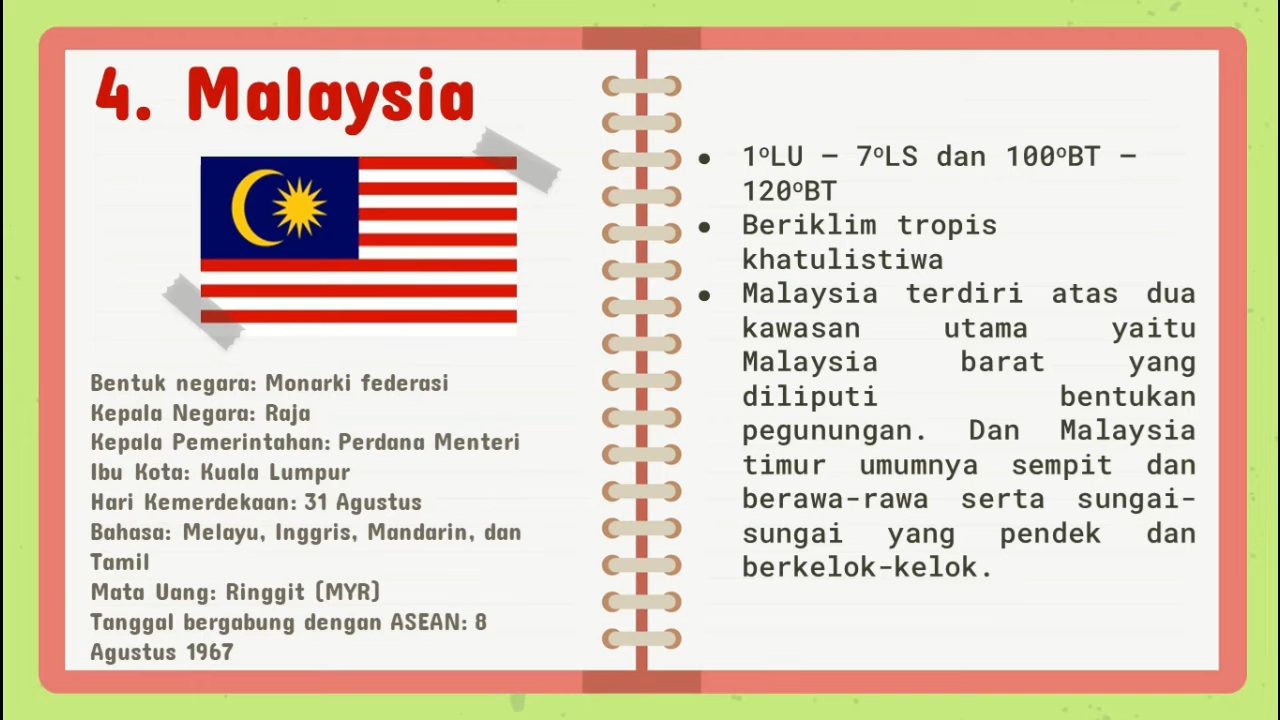 4. Malaysia
Bentuk negara: Monarki federasi
Kepala Negara: Raja
Kepala Pemerintahan: Perdana Menteri
Ibu Kota: Kuala Lumpur
Hari Kemerdekaan: 31 Agustus
Bahasa: Melayu, Inggris, Mandarin, dan
Tamil
Mata Uang: Ringgit (MYR)
Tanggal bergabung dengan ASEAN: 8
Agustus 1967
● 1ºLU – 7ºLS dan 100ºBT –
120ºBT
● Beriklim tropis
khatulistiwa
● Malaysia terdiri atas dua
kawasan utama yaitu
Malaysia barat yang
diliputi bentukan
pegunungan. Dan Malaysia
timur umumnya sempit dan
berawa-rawa serta sungai-
sungai yang pendek dan
berkelok-kelok.